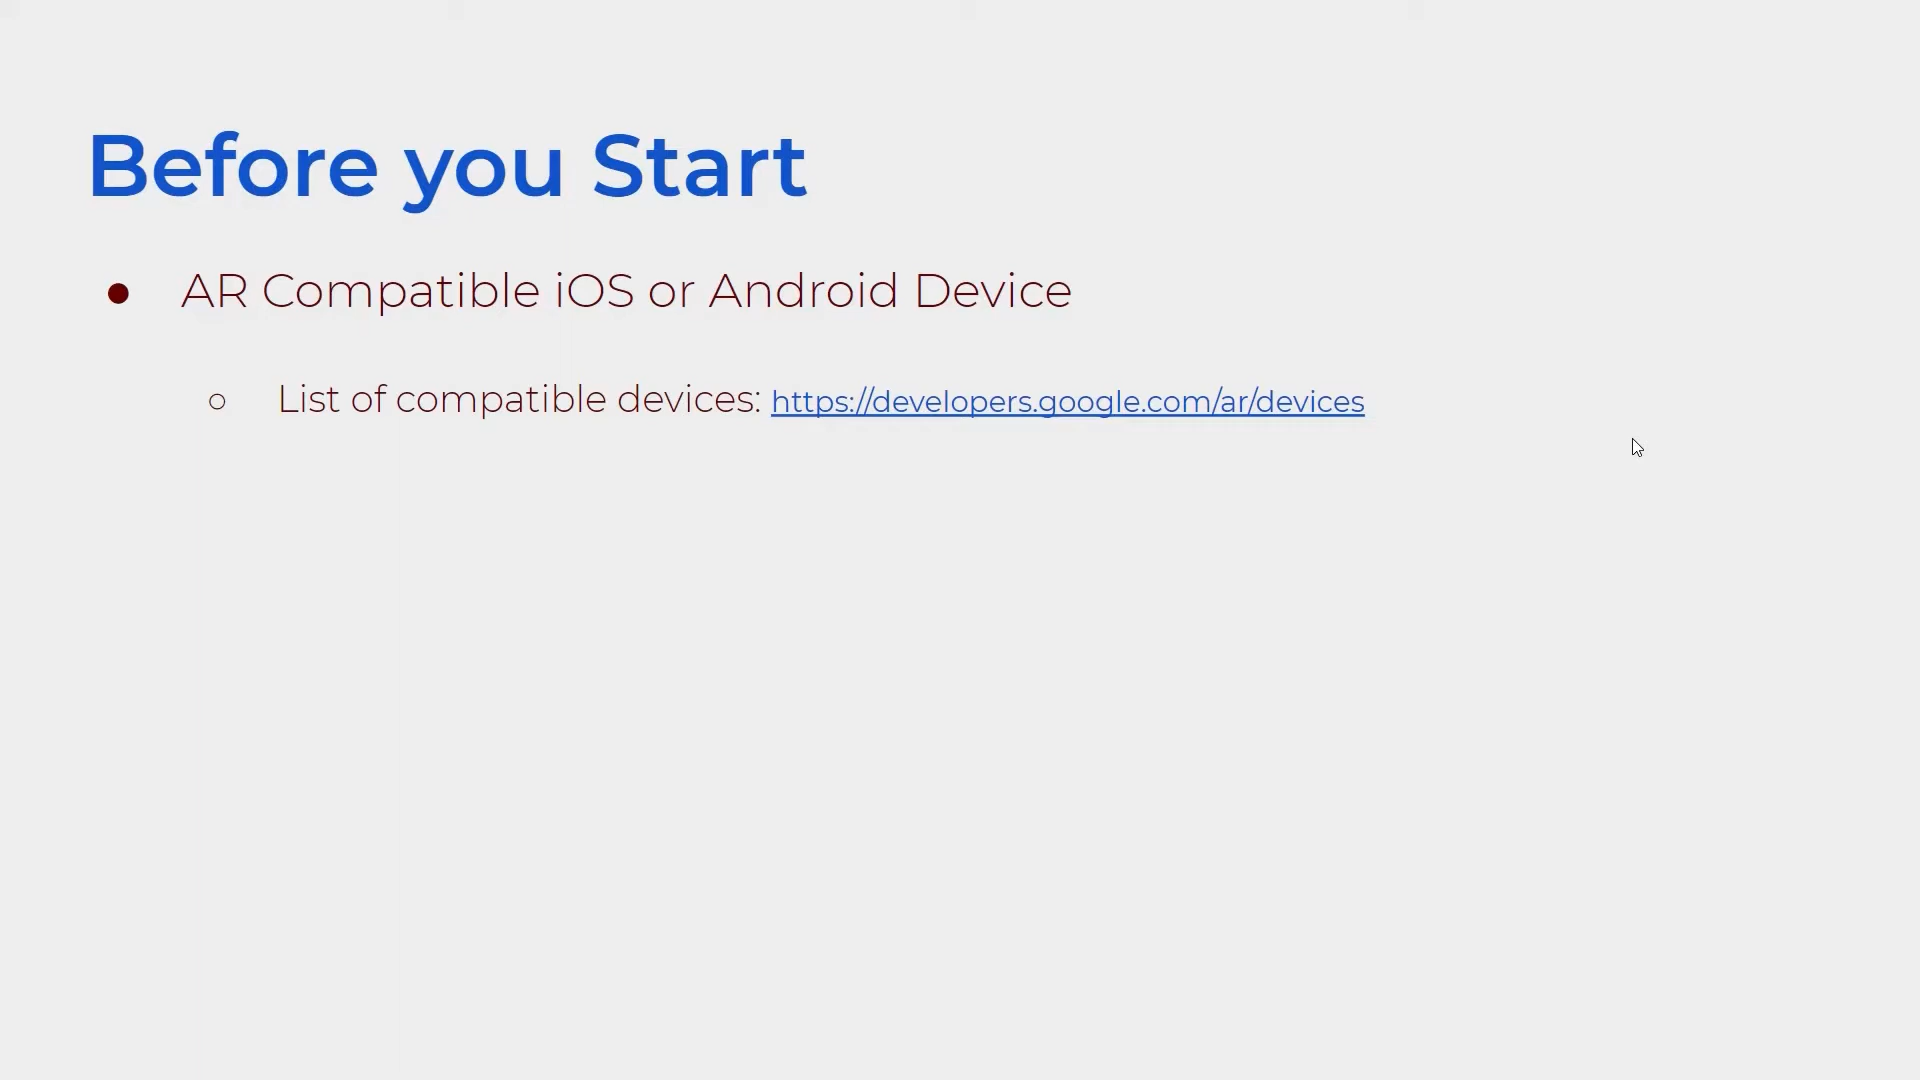 Before you Start
● AR Compatible iOS or Android Device
○ List of compatible devices: https://developers.google.com/ar/devices